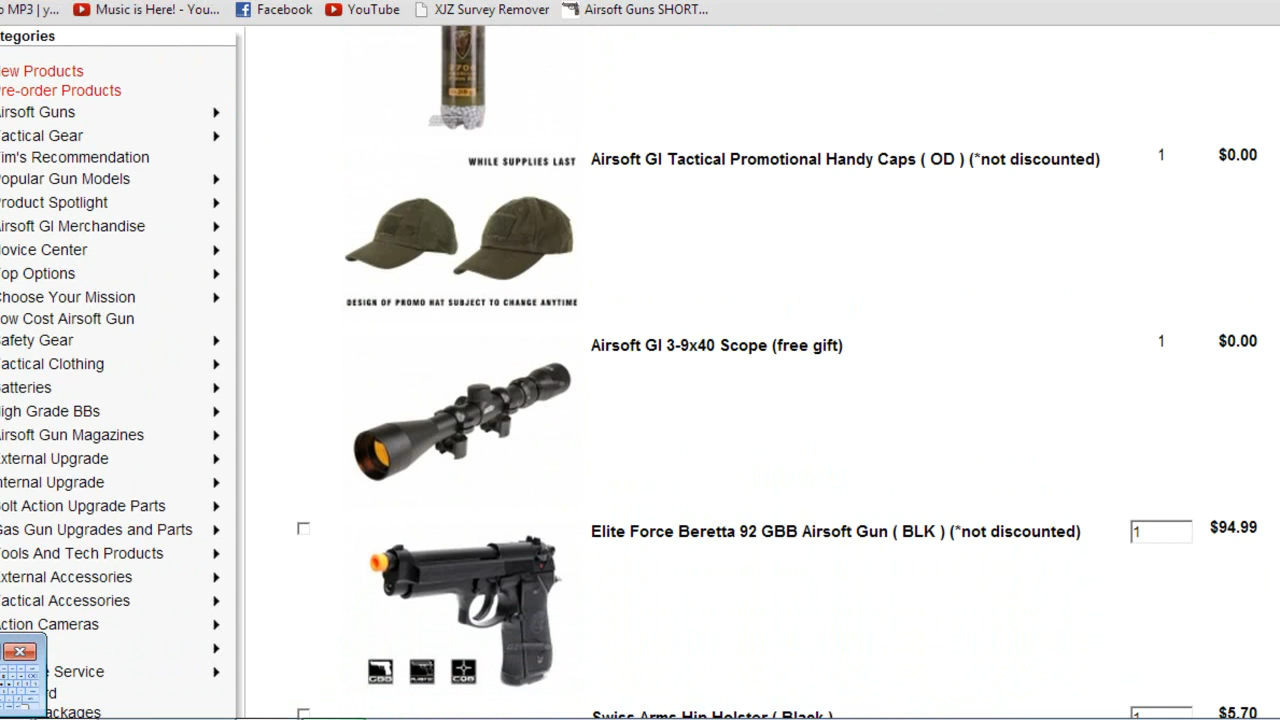 o MP3 | y...
Music is Here! - You...
Facebook
YouTube
XJZ Survey Remover
Airsoft Guns SHORT...
tegories
ew Products
re-order Products
irsoft Guns
actical Gear
im's Recommendation
opular Gun Models
roduct Spotlight
irsoft GI Merchandise
ovice Center
op Options
hoose Your Mission
ow Cost Airsoft Gun
afety Gear
actical Clothing
atteries
igh Grade BBs
irsoft Gun Magazines
xternal Upgrade
nternal Upgrade
olt Action Upgrade Parts
Gas Gun Upgrades and Parts
ools And Tech Products
xternal Accessories
actical Accessories
ction Cameras
e Service
rd
ackages
WHILE SUPPLIES LAST
DESIGN OF PROMO HAT SUBJECT TO CHANGE ANYTIME
Airsoft GI Tactical Promotional Handy Caps ( OD ) (*not discounted)
1
$0.00
Airsoft GI 3-9x40 Scope (free gift)
1
$0.00
Elite Force Beretta 92 GBB Airsoft Gun ( BLK ) (*not discounted)
1
$94.99
GBB
Swiss Arms Hip Holster ( Black )
1
$5.70